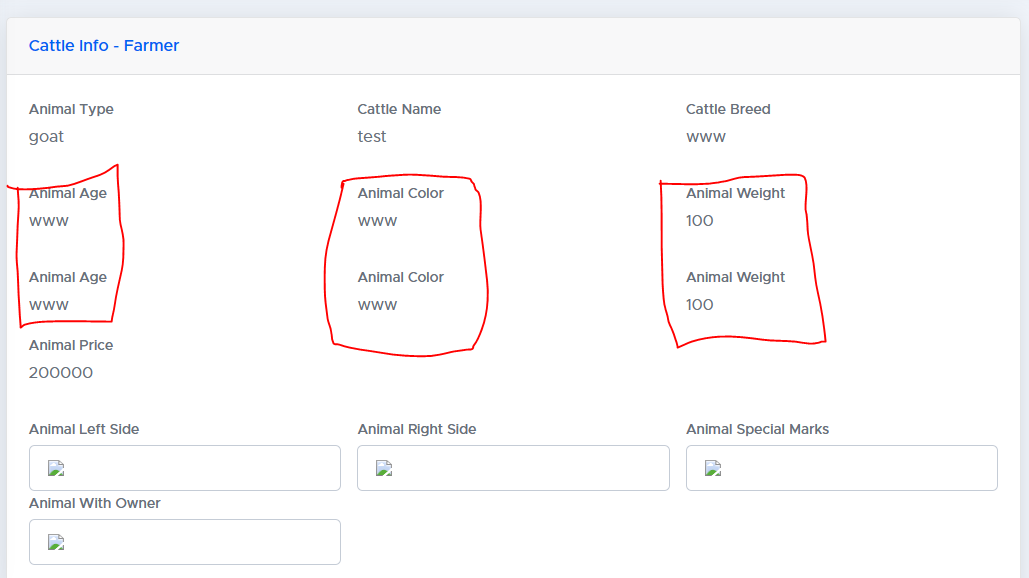 Cattle Info - Farmer
Animal Type Cattle Name Cattle Breed
goat test www
Animal Age Animal Color Animal Weight
www www 100
Animal Age Animal Color Animal Weight
www www 100
Animal Price
200000
Animal Left Side Animal Right Side Animal Special Marks
Animal With Owner